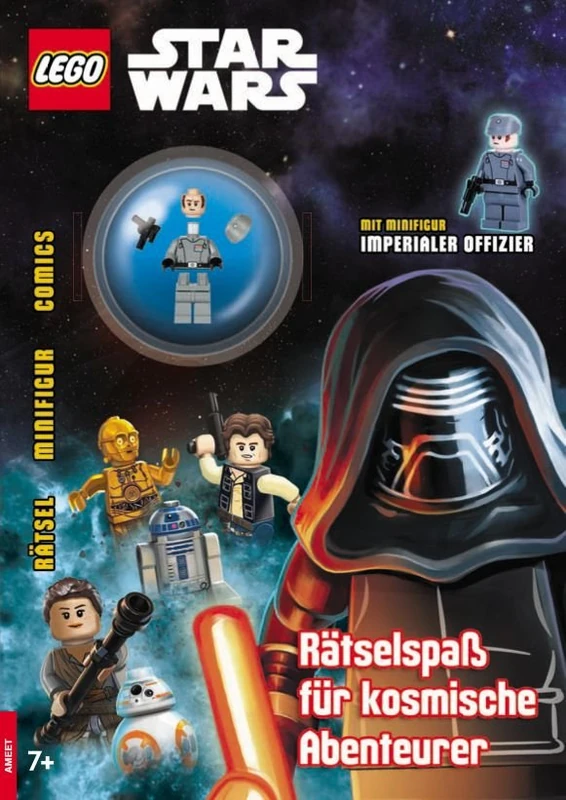 LEGO
STAR
WARS
MIT MINIFIGUR
IMPERIALER OFFIZIER
RÄTSEL MINIFIGUR COMICS
Rätselspaß
für kosmische
Abenteurer
AMEET
7+